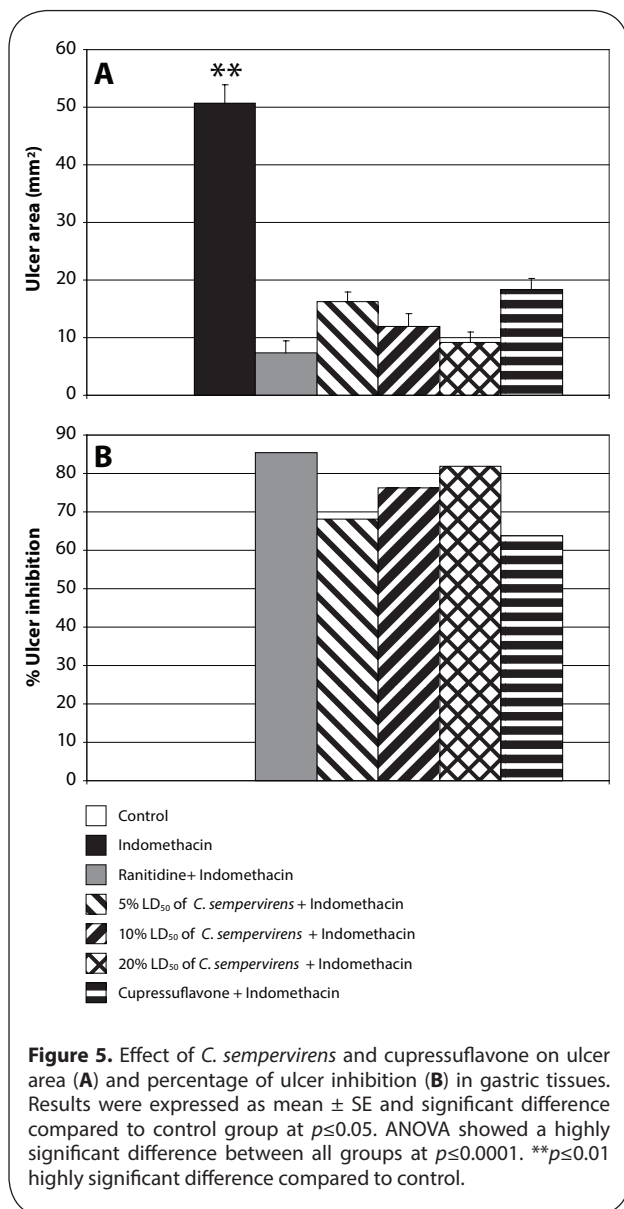 60
A
**
50
40
30
20
10
0
Ulcer area (mm²)
90
B
80
70
60
50
40
30
20
10
0
% Ulcer inhibition
Control
Indomethacin
Ranitidine+ Indomethacin
5% LD₅₀ of C. sempervirens + Indomethacin
10% LD₅₀ of C. sempervirens + Indomethacin
20% LD₅₀ of C. sempervirens + Indomethacin
Cupressuflavone + Indomethacin
Figure 5. Effect of C. sempervirens and cupressuflavone on ulcer
area (A) and percentage of ulcer inhibition (B) in gastric tissues.
Results were expressed as mean ± SE and significant difference
compared to control group at p≤0.05. ANOVA showed a highly
significant difference between all groups at p≤0.0001. **p≤0.01
highly significant difference compared to control.